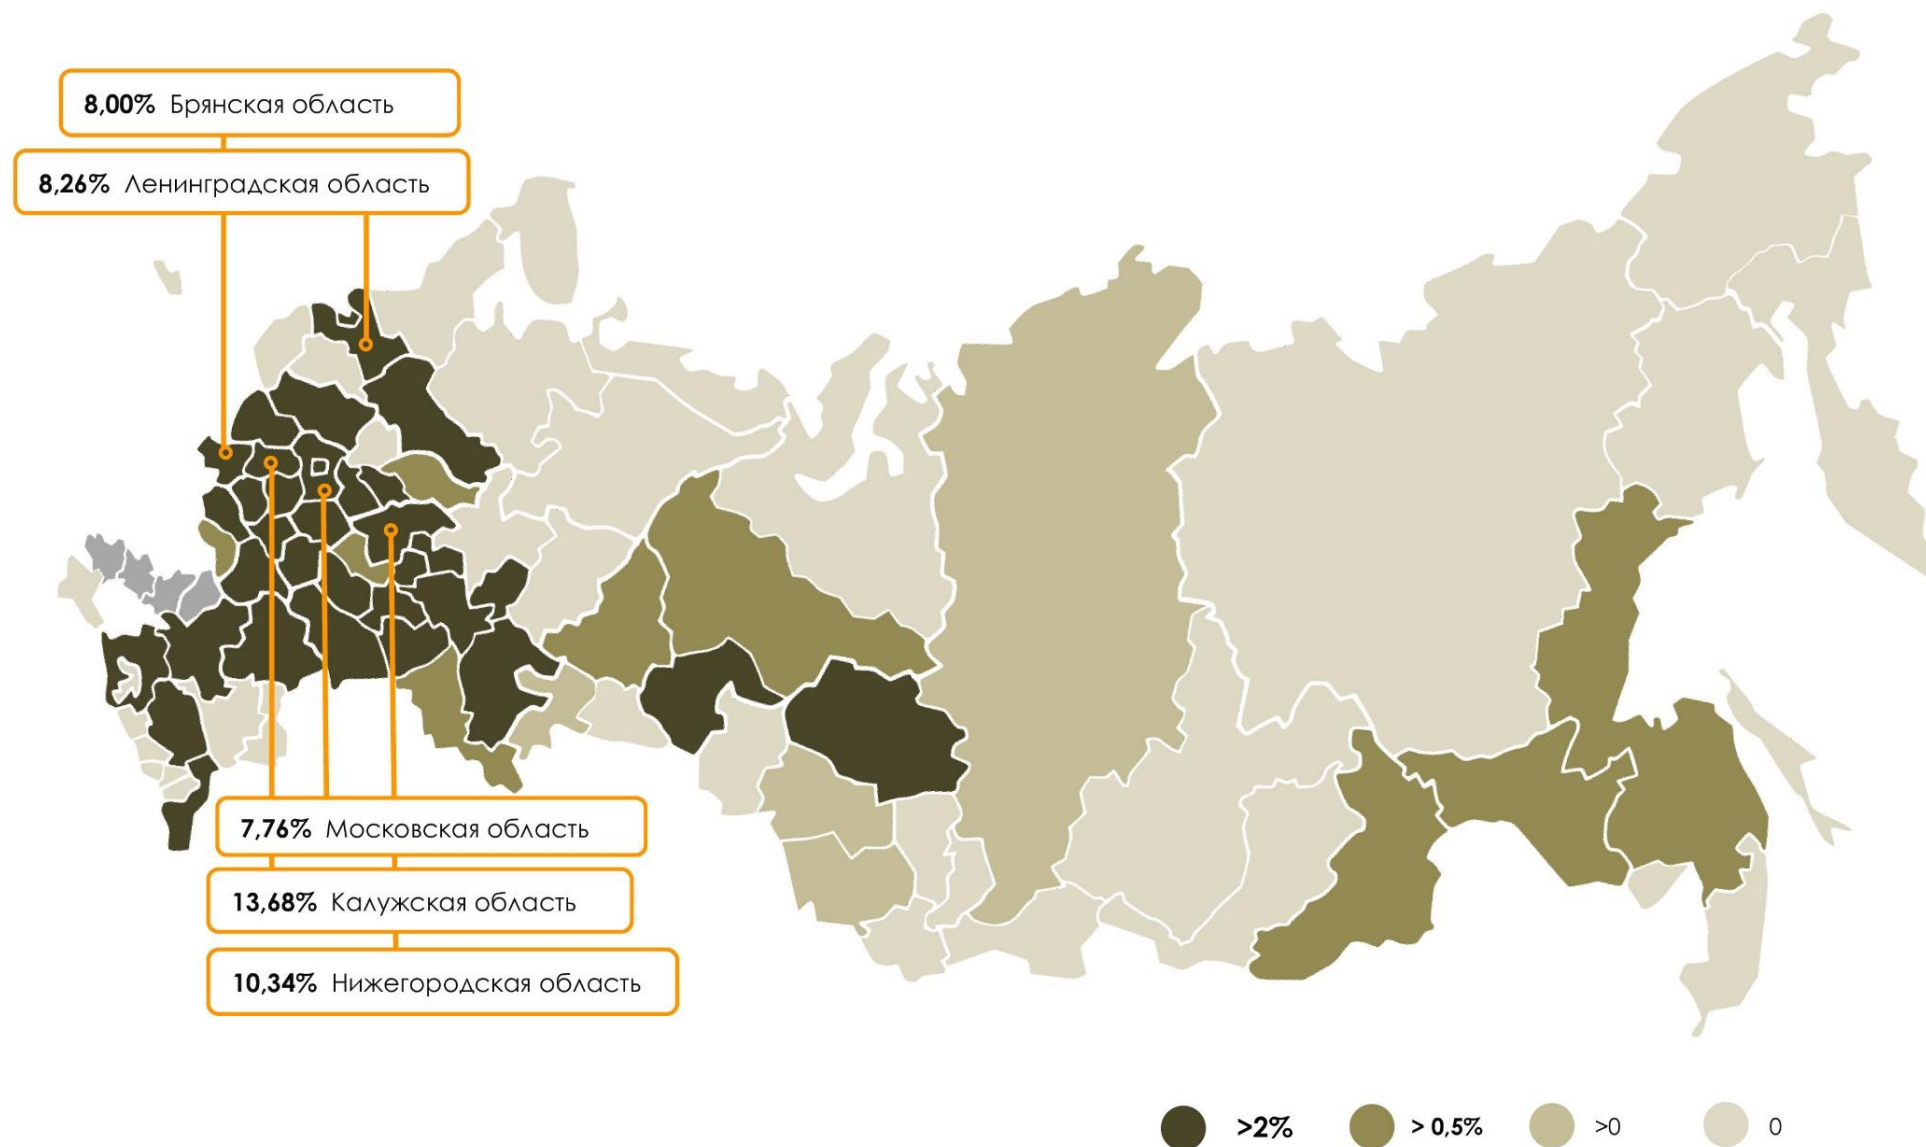 8,00% Брянская область
8,26% Ленинградская область
7,76% Московская область
13,68% Калужская область
10,34% Нижегородская область
>2% > 0,5% >0 0